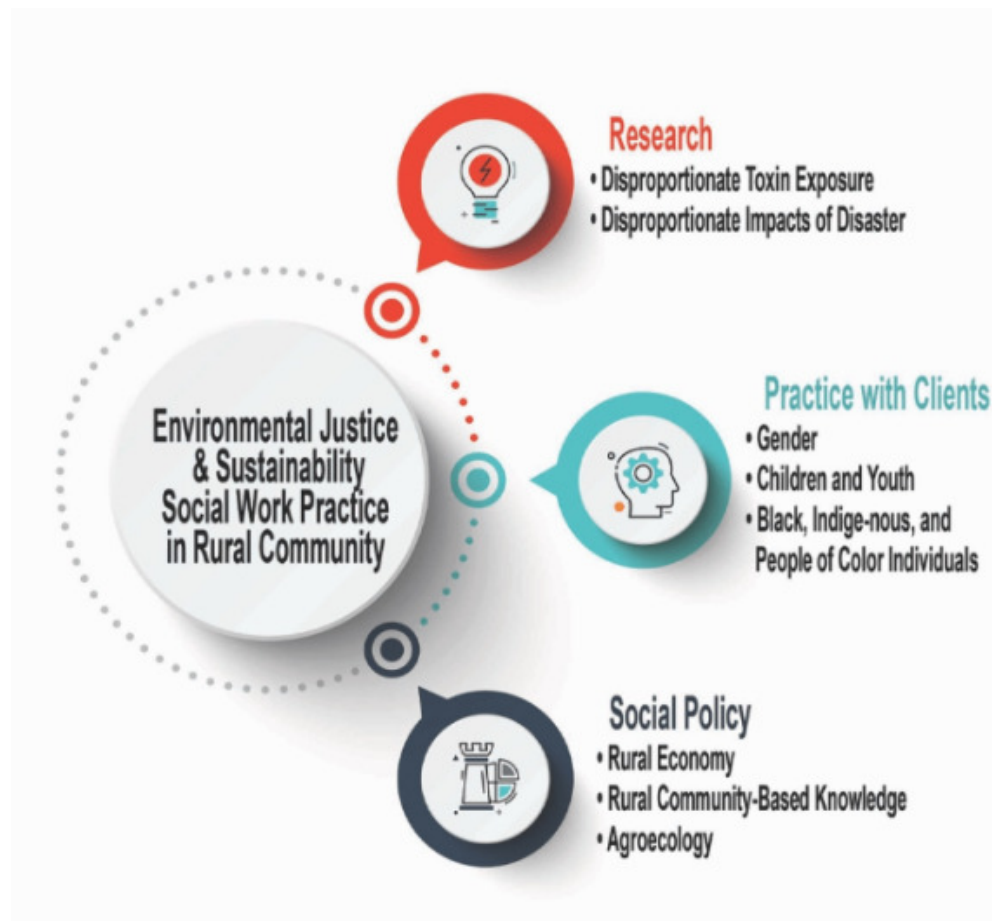 Research
• Disproportionate Toxin Exposure
• Disproportionate Impacts of Disaster
Environmental Justice
& Sustainability
Social Work Practice
in Rural Community
Practice with Clients
• Gender
• Children and Youth
• Black, Indige-nous, and
People of Color Individuals
Social Policy
• Rural Economy
• Rural Community-Based Knowledge
• Agroecology